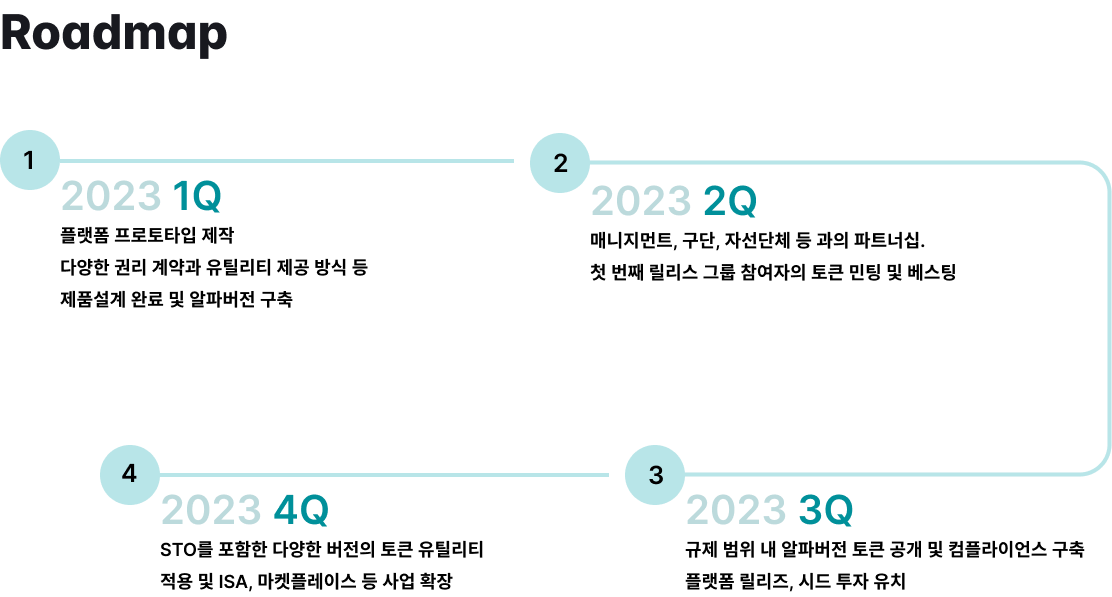 Roadmap
1
2023 1Q
플랫폼 프로토타입 제작
다양한 권리 계약과 유틸리티 제공 방식 등
제품설계 완료 및 알파버전 구축
2
2023 2Q
매니지먼트, 구단, 자선단체 등 과의 파트너십.
첫 번째 릴리스 그룹 참여자의 토큰 민팅 및 베스팅
3
2023 3Q
규제 범위 내 알파버전 토큰 공개 및 컴플라이언스 구축
플랫폼 릴리즈, 시드 투자 유치
4
2023 4Q
STO를 포함한 다양한 버전의 토큰 유틸리티
적용 및 ISA, 마켓플레이스 등 사업 확장